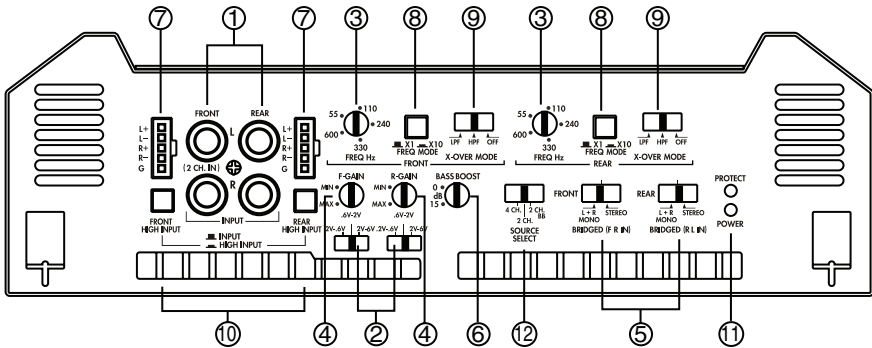 ⑦ ① ⑦ ③ ⑧ ⑨ ③ ⑧ ⑨
FRONT REAR
L+
L−
R+
R−
G
L
(2 CH. IN)
R
L+
L−
R+
R−
G
INPUT
FRONT
HIGH INPUT
REAR
HIGH INPUT
INPUT
HIGH INPUT
55 110
600 240
330
FREQ Hz
X1 X10
FREQ MODE
LPF HPF OFF
X-OVER MODE
FRONT
55 110
600 240
330
FREQ Hz
X1 X10
FREQ MODE
LPF HPF OFF
X-OVER MODE
REAR
F-GAIN
MIN
MAX
.6V-2V
.2V-.6V 2V-6V
R-GAIN
MIN
MAX
.6V-2V
.2V-.6V 2V-6V
BASS BOOST
0
dB
15
4 CH. 2 CH.
2 CH. BB
SOURCE
SELECT
FRONT
L + R STEREO
MONO
BRIDGED (F R IN)
REAR
L + R STEREO
MONO
BRIDGED (R L IN)
PROTECT
POWER
⑩ ④ ② ④ ⑥ ⑫ ⑤ ⑪